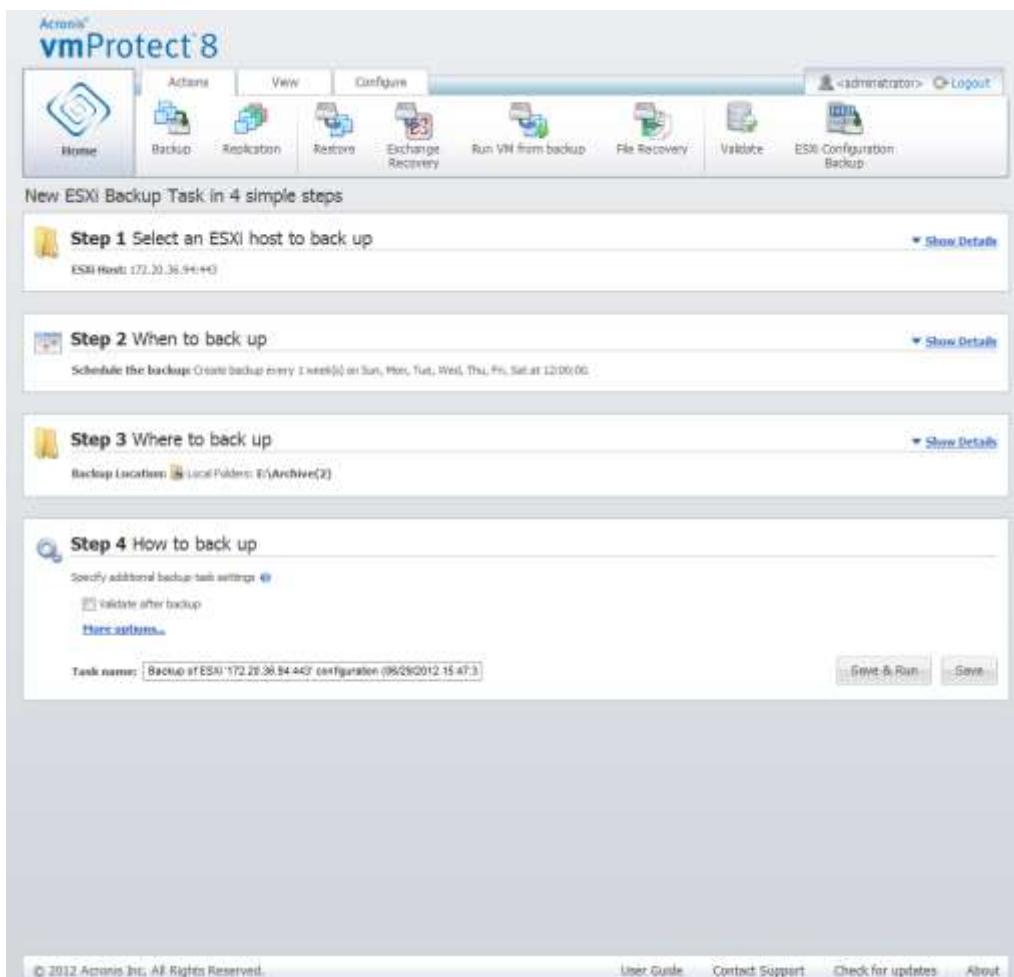 Acronis®
vmProtect 8
Actions View Configure <administrator> Logout
Home Backup Replication Restore Exchange Recovery Run VM from backup File Recovery Validate ESXi Configuration Backup
New ESXi Backup Task in 4 simple steps
Step 1 Select an ESXi host to back up Show Details
ESXi Host: 172.20.36.94:443
Step 2 When to back up Show Details
Schedule the backup: Create backup every 1 week(s) on Sun, Mon, Tue, Wed, Thu, Fri, Sat at 12:00:00.
Step 3 Where to back up Show Details
Backup Location: Local Folders: E:\Archive(2)
Step 4 How to back up
Specify additional backup task settings
Validate after backup
More options...
Task name: Backup of ESXi '172.20.36.94:443' configuration (06/29/2012 15:47:3
Save & Run Save
© 2012 Acronis Inc. All Rights Reserved. User Guide Contact Support Check for updates About